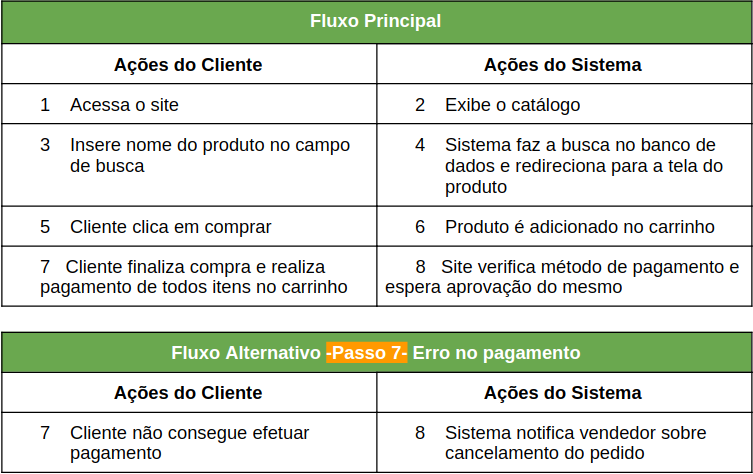 Fluxo Principal
Ações do Cliente
Ações do Sistema
1 Acessa o site
2 Exibe o catálogo
3 Insere nome do produto no campo
de busca
4 Sistema faz a busca no banco de
dados e redireciona para a tela do
produto
5 Cliente clica em comprar
6 Produto é adicionado no carrinho
7 Cliente finaliza compra e realiza
pagamento de todos itens no carrinho
8 Site verifica método de pagamento e
espera aprovação do mesmo
Fluxo Alternativo -Passo 7- Erro no pagamento
Ações do Cliente
Ações do Sistema
7 Cliente não consegue efetuar
pagamento
8 Sistema notifica vendedor sobre
cancelamento do pedido